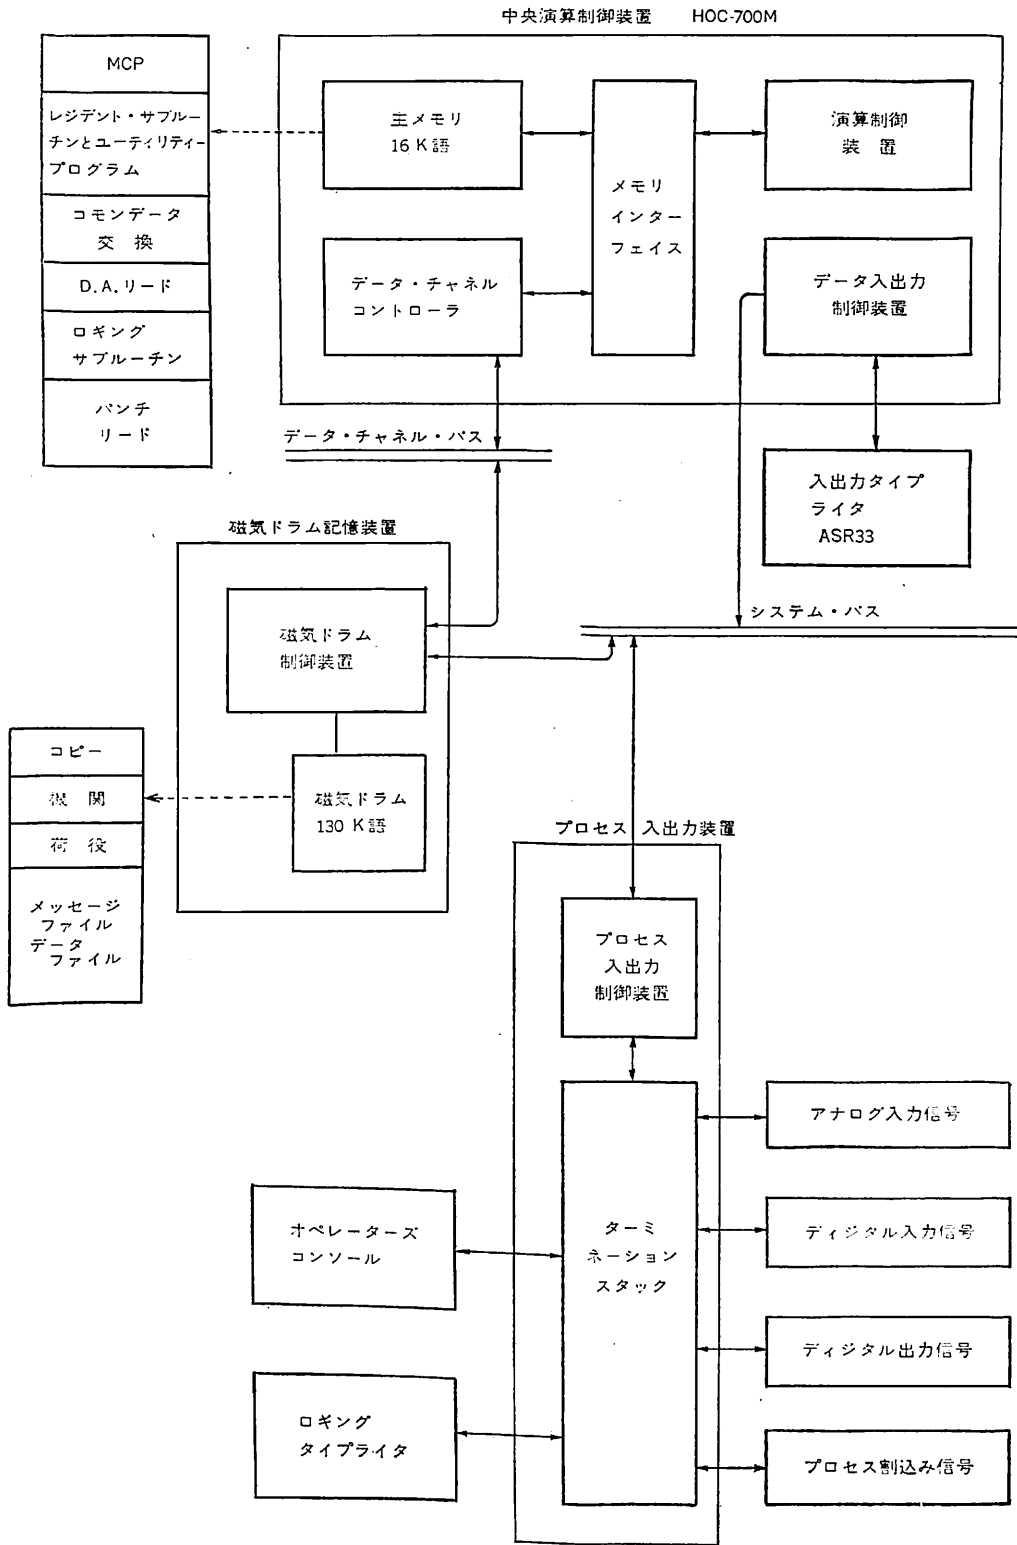 中央演算制御装置 HOC-700M
MCP
レジデント・サブルー
チンとユーティリティー
プログラム
コモンデータ
交換
D.A.リード
ロギング
サブルーチン
パンチ
リード
主メモリ
16K語
データ・チャネル
コントローラ
メモリ
インター
フェイス
演算制御
装置
データ入出力
制御装置
データ・チャネル・バス
入出力タイプ
ライタ
ASR33
システム・バス
磁気ドラム記憶装置
磁気ドラム
制御装置
磁気ドラム
130K語
コピー
機関
荷役
メッセージ
ファイル
データ
ファイル
プロセス入出力装置
プロセス
入出力
制御装置
ターミ
ネーション
スタック
オペレーターズ
コンソール
ロギング
タイプライタ
アナログ入力信号
ディジタル入力信号
ディジタル出力信号
プロセス割込み信号